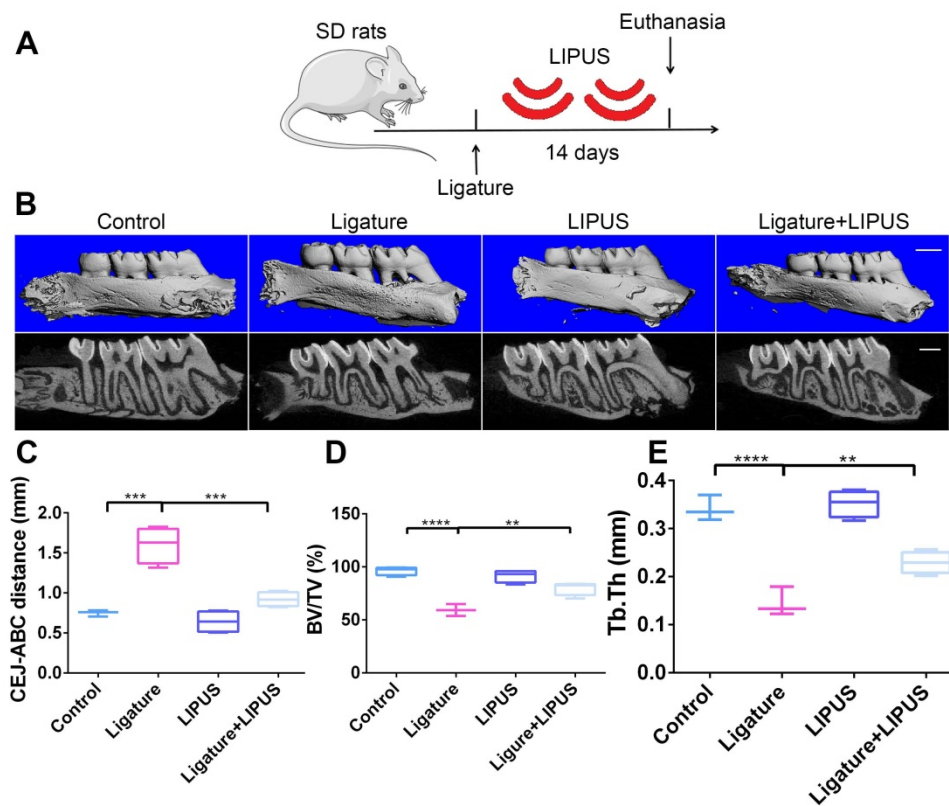 A
SD rats
LIPUS
Euthanasia
14 days
Ligature
B
Control
Ligature
LIPUS
Ligature+LIPUS
C
CEJ-ABC distance (mm)
2.0
1.5
1.0
0.5
0.0
***
***
Control
Ligature
LIPUS
Ligature+LIPUS
D
BV/TV (%)
150
100
50
0
****
**
Control
Ligature
LIPUS
Ligure+LIPUS
E
Tb.Th (mm)
0.4
0.3
0.2
0.1
0.0
****
**
Control
Ligature
LIPUS
Ligature+LIPUS